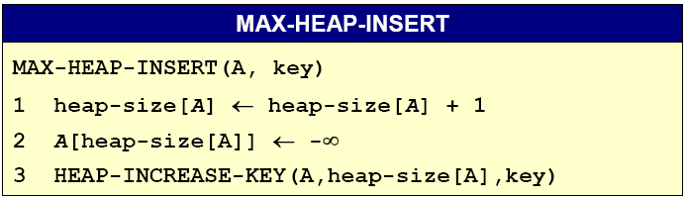 MAX-HEAP-INSERT
MAX-HEAP-INSERT(A, key)
1 heap-size[A] ← heap-size[A] + 1
2 A[heap-size[A]] ← -∞
3 HEAP-INCREASE-KEY(A,heap-size[A],key)